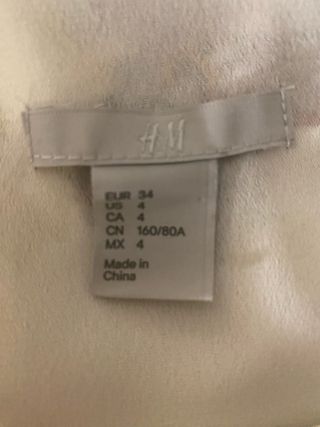 H&M
EUR 34
US 4
CA 4
CN 160/80A
MX 4
Made in
China